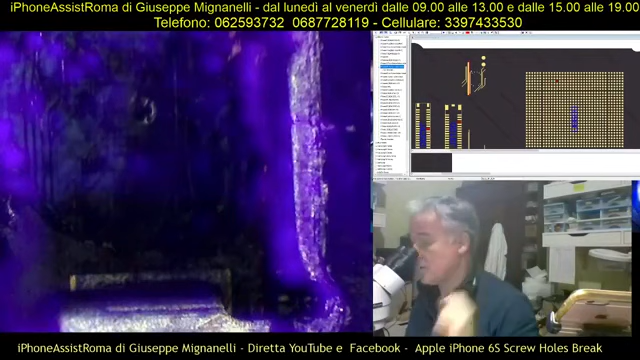 iPhoneAssistRoma di Giuseppe Mignanelli - dal lunedì al venerdì dalle 09.00 alle 13.00 e dalle 15.00 alle 19.00
Telefono: 062593732 0687728119 - Cellulare: 3397433530
iPhoneAssistRoma di Giuseppe Mignanelli - Diretta YouTube e Facebook - Apple iPhone 6S Screw Holes Break